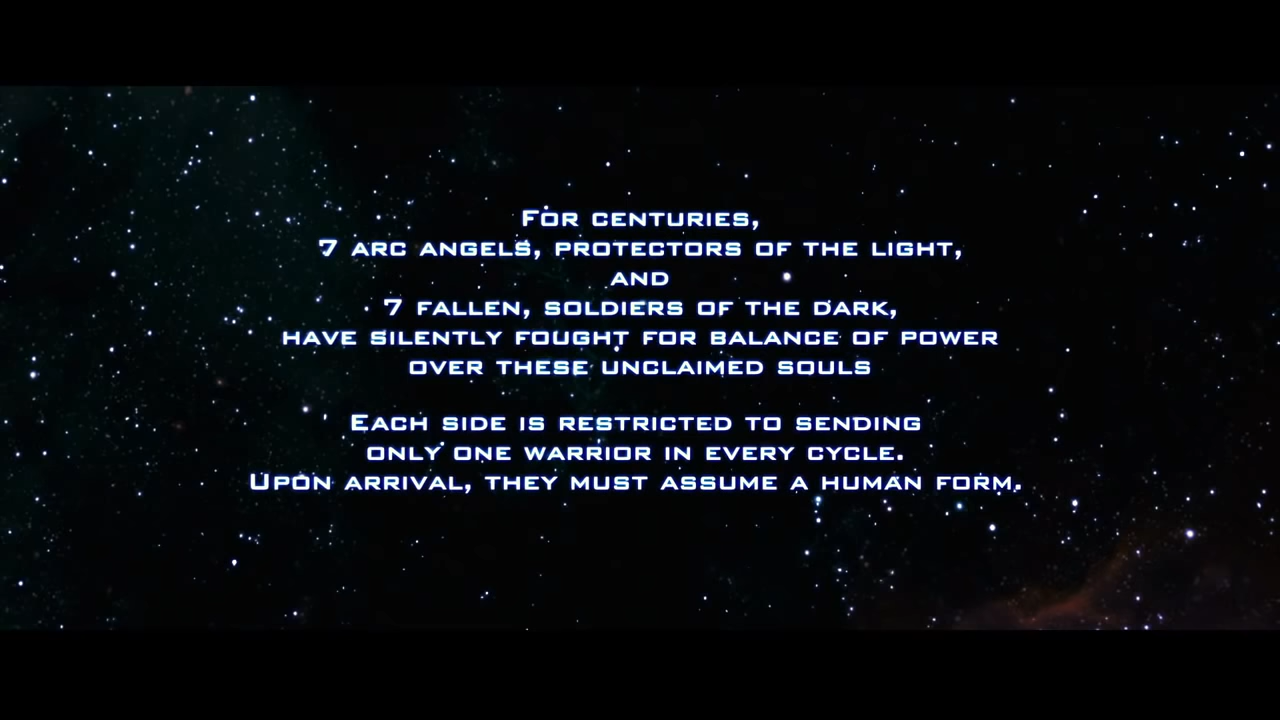 For centuries,
7 arc angels, protectors of the light,
and
7 fallen, soldiers of the dark,
have silently fought for balance of power
over these unclaimed souls
Each side is restricted to sending
only one warrior in every cycle.
Upon arrival, they must assume a human form.